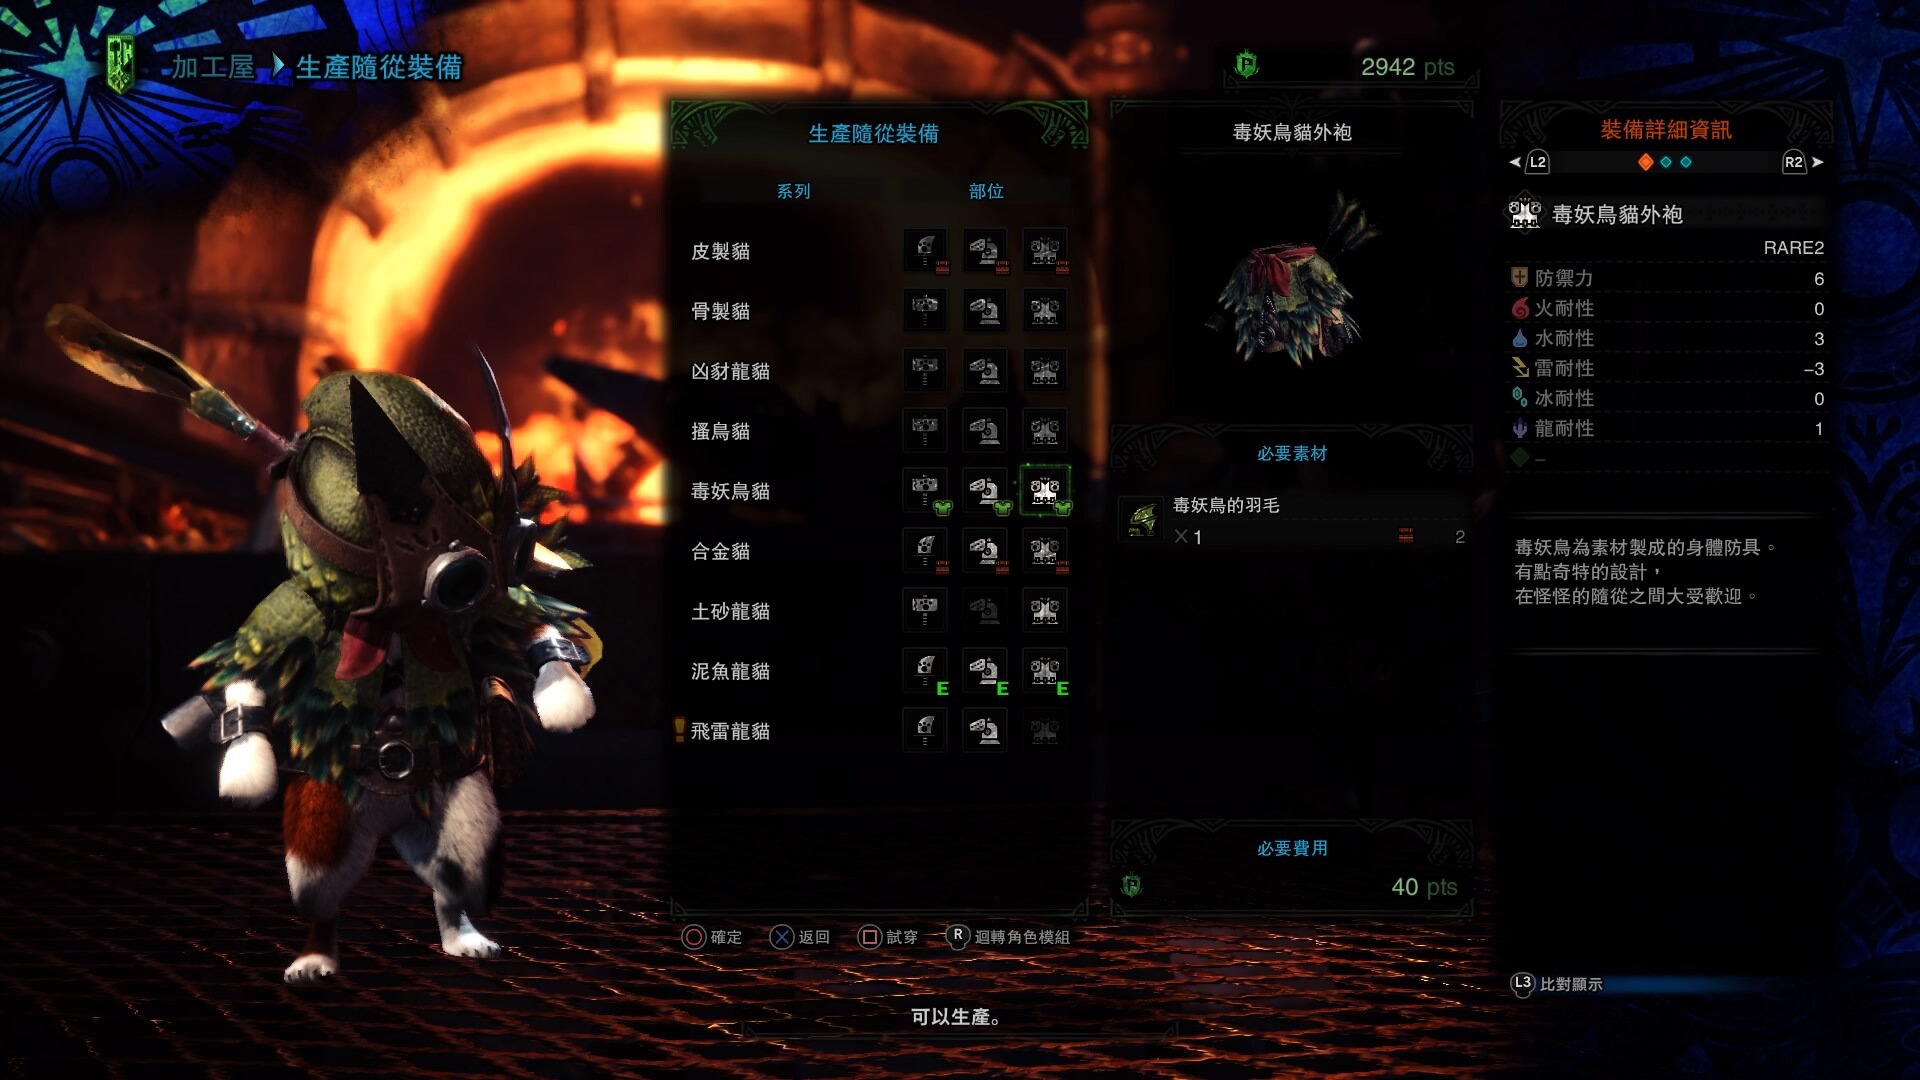 加工屋 生產隨從裝備
2942 pts
生產隨從裝備
系列 部位
皮製貓
骨製貓
凶豺龍貓
搔鳥貓
毒妖鳥貓
合金貓
土砂龍貓
泥魚龍貓
E E E
飛雷龍貓
確定 返回 試穿 R 迴轉角色模組
可以生產。
毒妖鳥貓外袍
必要素材
毒妖鳥的羽毛
×1 2
必要費用
40 pts
裝備詳細資訊
L2 R2
毒妖鳥貓外袍
RARE2
防禦力 6
火耐性 0
水耐性 3
雷耐性 -3
冰耐性 0
龍耐性 1
–
毒妖鳥為素材製成的身體防具。
有點奇特的設計，
在怪怪的隨從之間大受歡迎。
L3 比對顯示